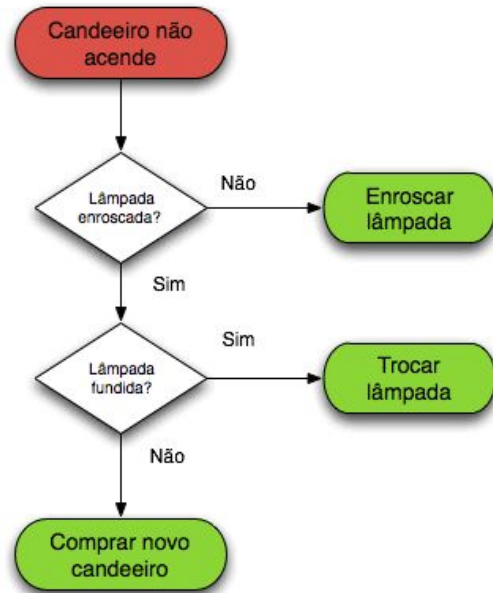 Candeeiro não
acende
Lâmpada
enroscada?
Não
Enroscar
lâmpada
Sim
Lâmpada
fundida?
Sim
Trocar
lâmpada
Não
Comprar novo
candeeiro